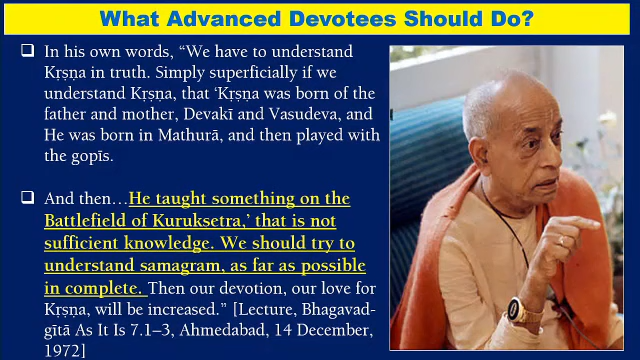 What Advanced Devotees Should Do?
❑ In his own words, “We have to understand
Kṛṣṇa in truth. Simply superficially if we
understand Kṛṣṇa, that ‘Kṛṣṇa was born of the
father and mother, Devakī and Vasudeva, and
He was born in Mathurā, and then played with
the gopīs.
❑ And then…He taught something on the
Battlefield of Kuruksetra,’ that is not
sufficient knowledge. We should try to
understand samagram, as far as possible
in complete. Then our devotion, our love for
Kṛṣṇa, will be increased.” [Lecture, Bhagavad-
gītā As It Is 7.1–3, Ahmedabad, 14 December,
1972]